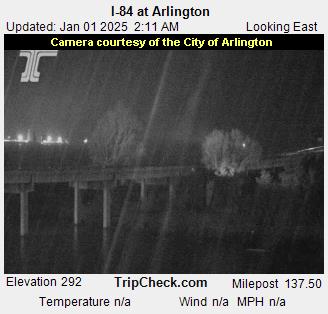 I-84 at Arlington
Updated: Jan 01 2025 2:11 AM Looking East
Camera courtesy of the City of Arlington
Elevation 292 TripCheck.com Milepost 137.50
Temperature n/a Wind n/a MPH n/a